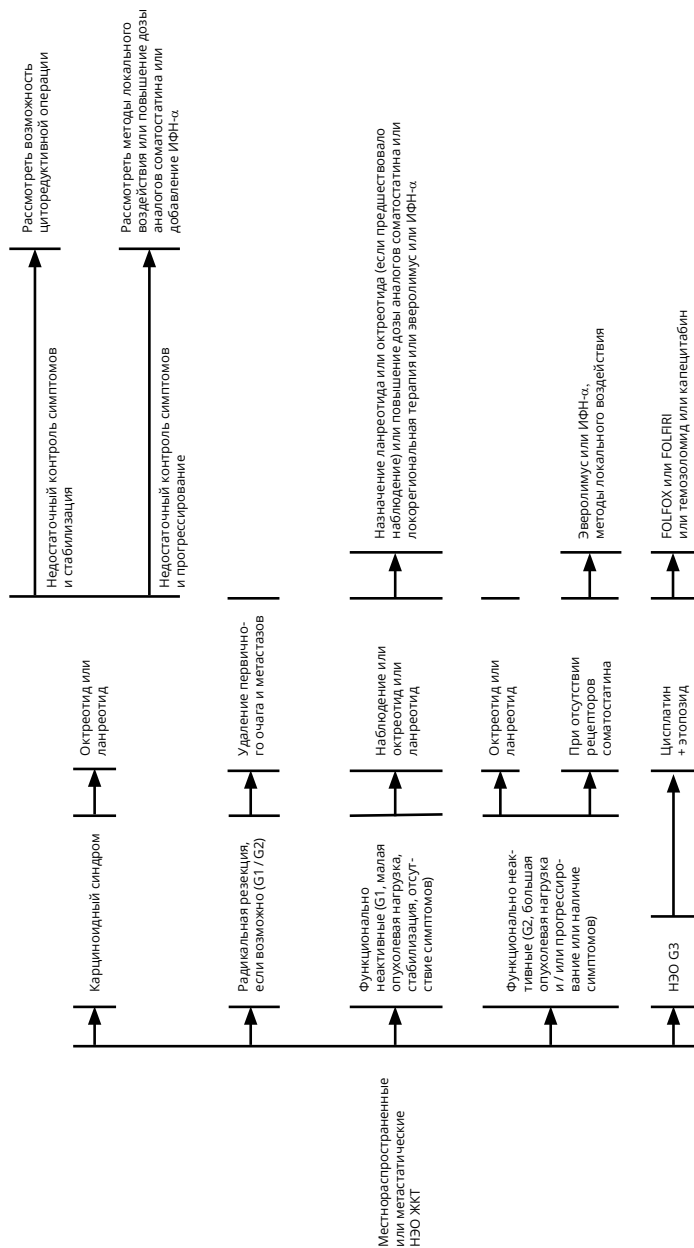 Местнораспространенные
или метастатические
НЭО ЖКТ
Карциноидный синдром
Октреотид или
ланреотид
Недостаточный контроль симптомов
и стабилизация
Рассмотреть возможность
циторедуктивной операции
Недостаточный контроль симптомов
и прогрессирование
Рассмотреть методы локального
воздействия или повышение дозы
аналогов соматостатина или
добавление ИФН-α
Радикальная резекция,
если возможно (G1 / G2)
Удаление первично-
го очага и метастазов
Функционально
неактивные (G1, малая
опухолевая нагрузка,
стабилизация, отсут-
ствие симптомов)
Наблюдение или
октреотид или
ланреотид
Назначение ланреотида или октреотида (если предшествовало
наблюдение) или повышение дозы аналогов соматостатина или
локорегиональная терапия или эверолимус или ИФН-α
Функционально неак-
тивные (G2, большая
опухолевая нагрузка
и / или прогрессиро-
вание или наличие
симптомов)
Октреотид или
ланреотид
При отсутствии
рецепторов
соматостатина
Эверолимус или ИФН-α,
методы локального воздействия
НЭО G3
Цисплатин
+ этопозид
FOLFOX или FOLFIRI
или темозоломид или капецитабин